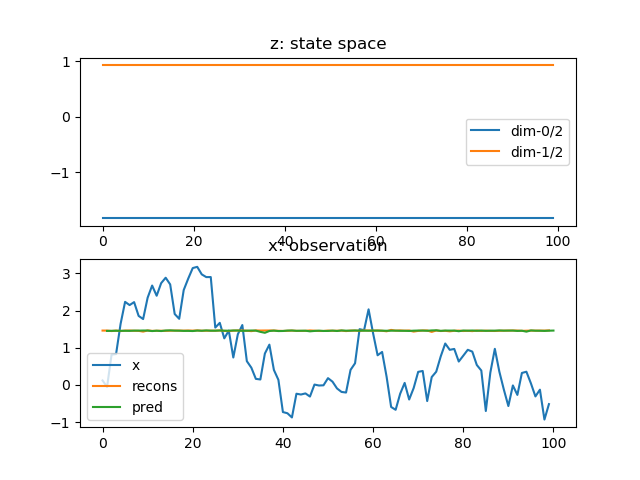 z: state space
1
0
−1
dim-0/2
dim-1/2
0 20 40 60 80 100
x: observation
3
2
1
0
−1
x
recons
pred
0 20 40 60 80 100